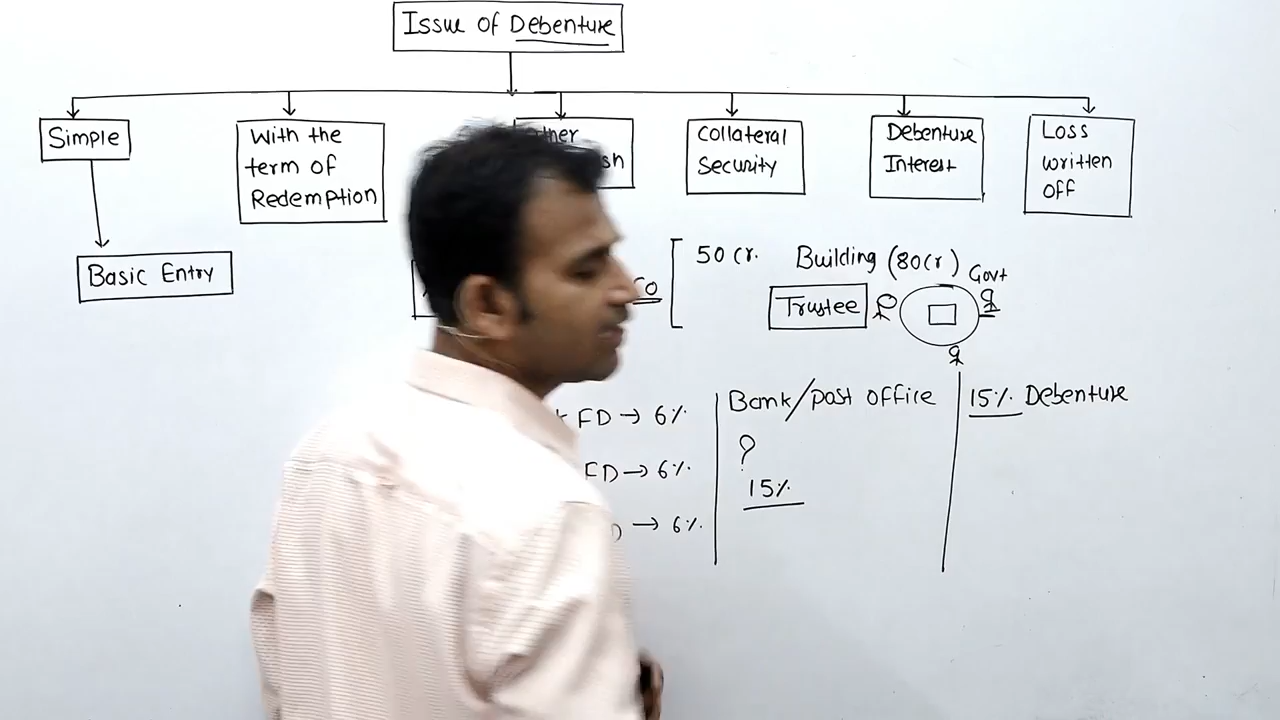 Issue of Debenture
Simple
With the
term of
Redemption
Collateral
Security
Debenture
Interest
Loss
written
off
Basic Entry
50 cr.
Building (80cr)
Govt
Trustee
Bank/post office
15% Debenture
FD → 6%
FD → 6%
→ 6%
15%